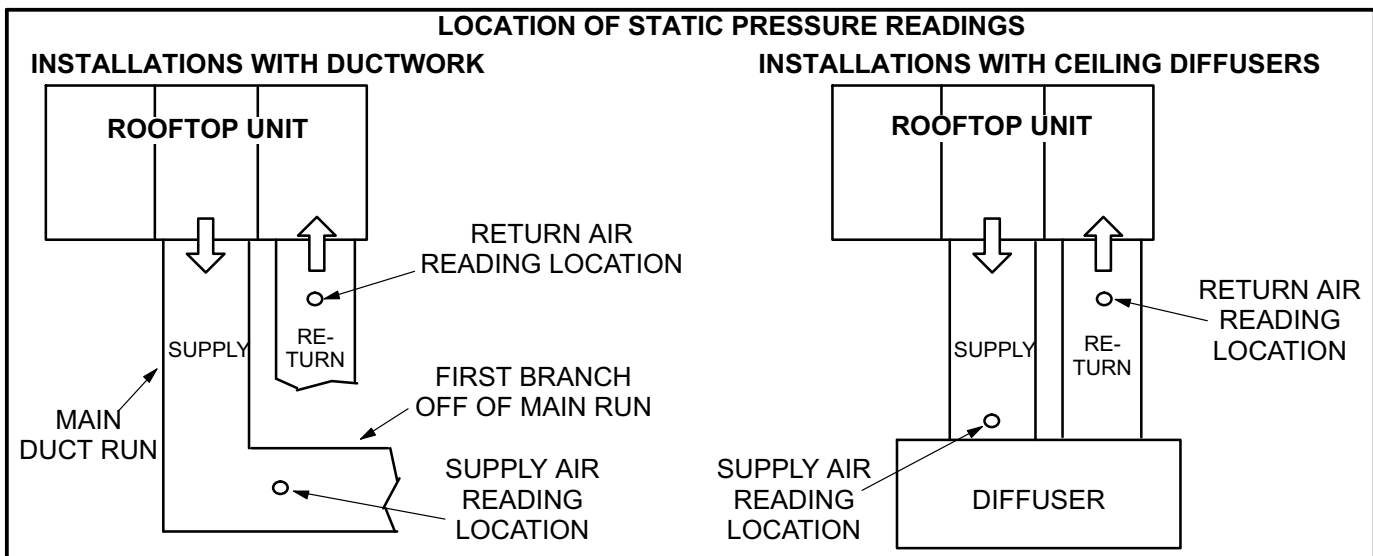 LOCATION OF STATIC PRESSURE READINGS
INSTALLATIONS WITH DUCTWORK
ROOFTOP UNIT
RETURN AIR
READING LOCATION
SUPPLY
RE-
TURN
MAIN
DUCT RUN
FIRST BRANCH
OFF OF MAIN RUN
SUPPLY AIR
READING
LOCATION
INSTALLATIONS WITH CEILING DIFFUSERS
ROOFTOP UNIT
RETURN AIR
READING
LOCATION
SUPPLY
RE-
TURN
SUPPLY AIR
READING
LOCATION
DIFFUSER